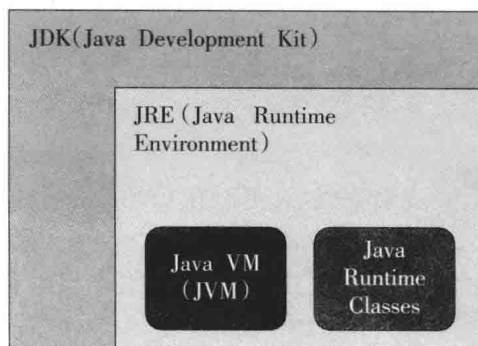 JDK(Java Development Kit)
JRE(Java Runtime
Environment)
Java VM
(JVM)
Java
Runtime
Classes